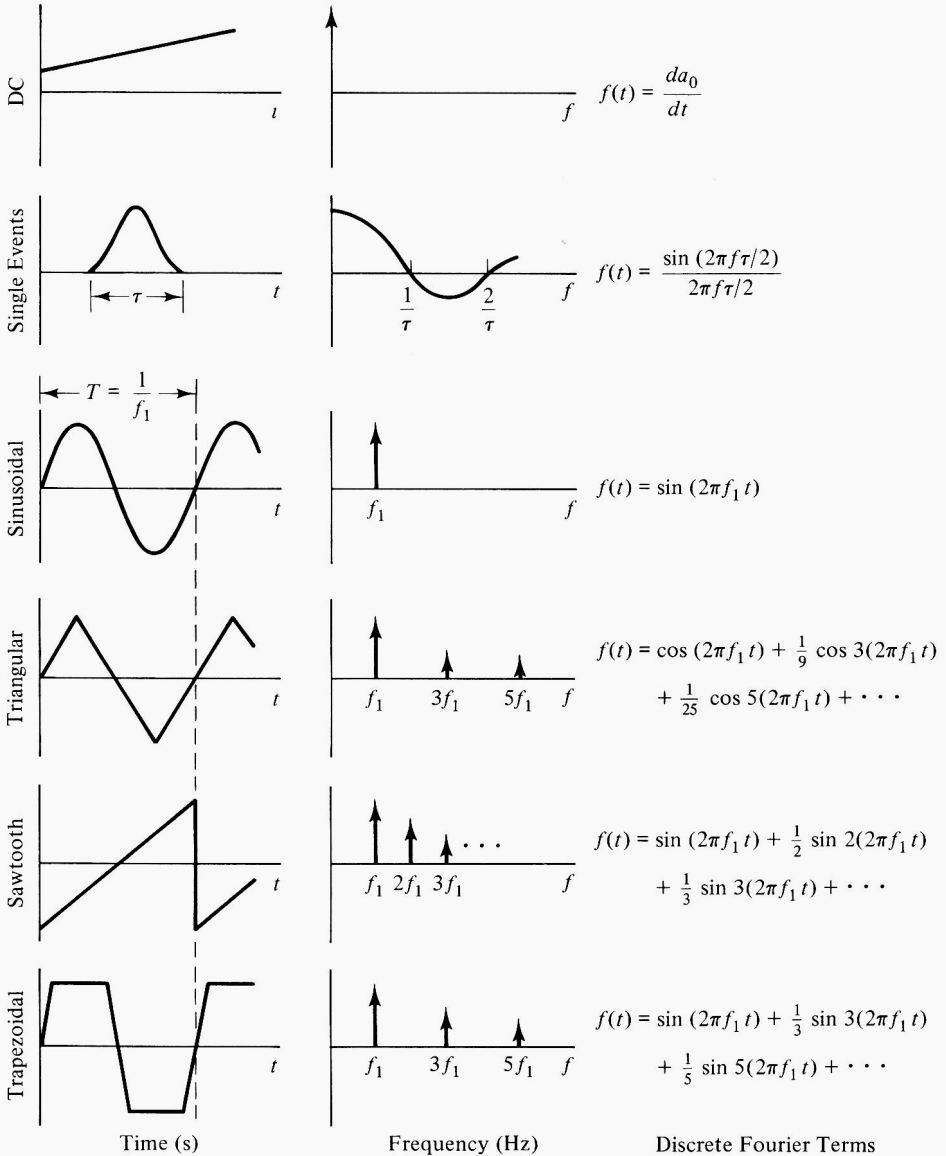 DC
t
f
f(t) = da₀/dt
Single Events
τ
t
1/τ
2/τ
f
f(t) = sin (2πfτ/2) / 2πfτ/2
T = 1/f₁
Sinusoidal
t
f₁
f
f(t) = sin (2πf₁t)
Triangular
t
f₁ 3f₁ 5f₁ f
f(t) = cos (2πf₁t) + 1/9 cos 3(2πf₁t)
+ 1/25 cos 5(2πf₁t) + · · ·
Sawtooth
t
· · ·
f₁ 2f₁ 3f₁ f
f(t) = sin (2πf₁t) + 1/2 sin 2(2πf₁t)
+ 1/3 sin 3(2πf₁t) + · · ·
Trapezoidal
t
f₁ 3f₁ 5f₁ f
f(t) = sin (2πf₁t) + 1/3 sin 3(2πf₁t)
+ 1/5 sin 5(2πf₁t) + · · ·
Time (s)
Frequency (Hz)
Discrete Fourier Terms